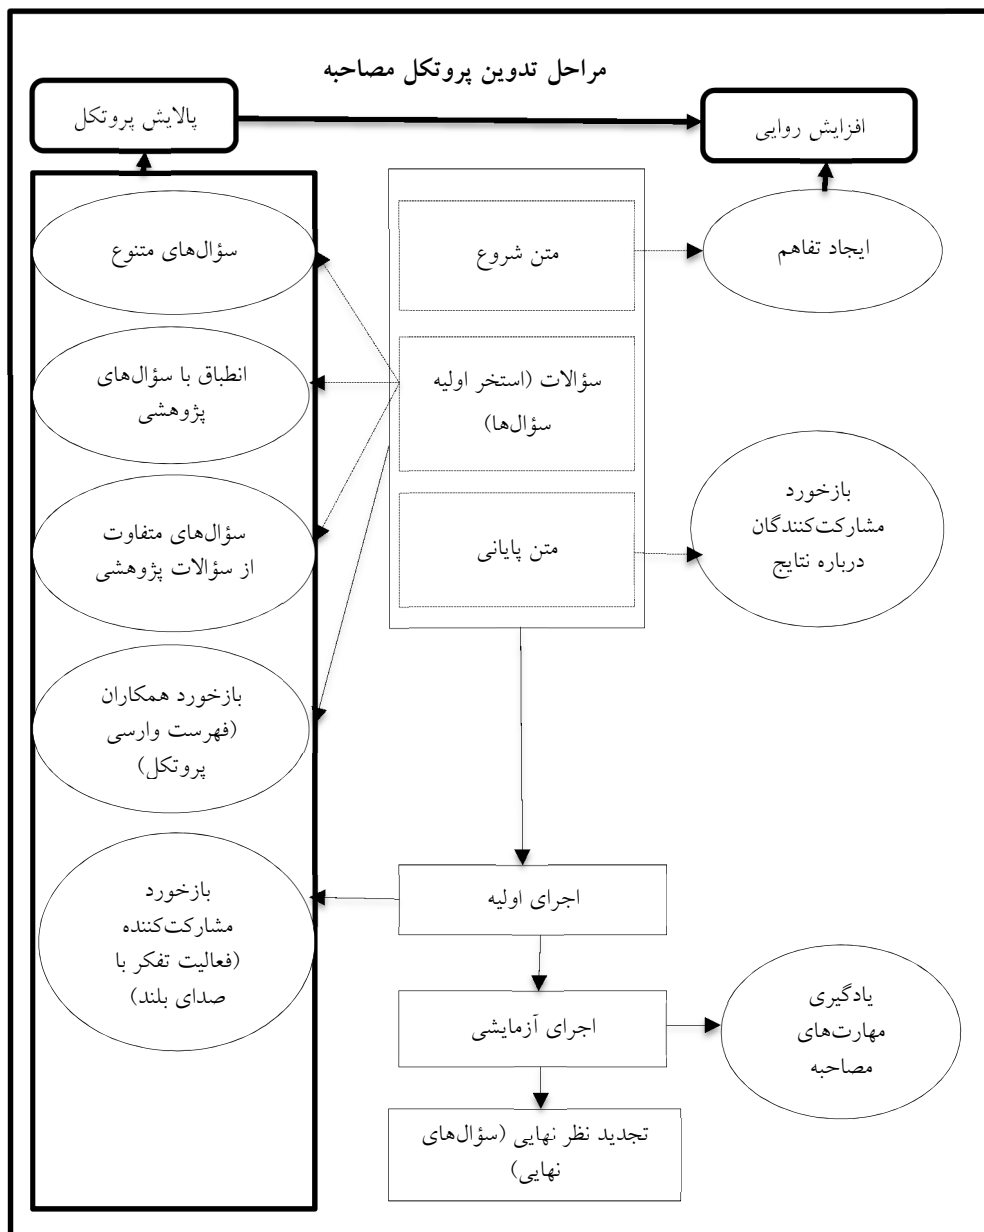 مراحل تدوین پروتکل مصاحبه
افزایش روایی
پالایش پروتکل
ایجاد تفاهم
متن شروع
سؤال‌های متنوع
سؤالات (استخر اولیه
سؤال‌ها)
انطباق با سؤال‌های
پژوهشی
بازخورد
مشارکت‌کنندگان
درباره نتایج
متن پایانی
سؤال‌های متفاوت
از سؤالات پژوهشی
بازخورد همکاران
(فهرست وارسی
پروتکل)
اجرای اولیه
بازخورد
مشارکت‌کننده
(فعالیت تفکر با
صدای بلند)
یادگیری
مهارت‌های
مصاحبه
اجرای آزمایشی
تجدید نظر نهایی (سؤال‌های
نهایی)